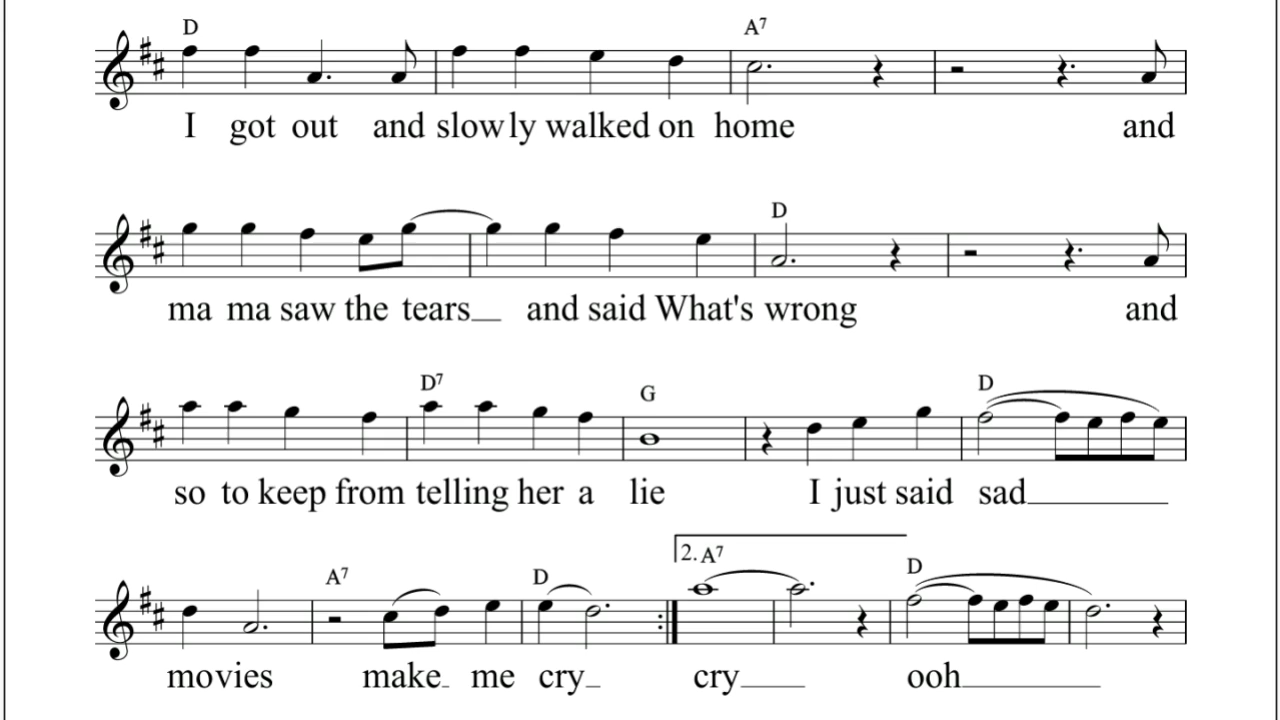 D A7
I got out and slowly walked on home and
D
ma ma saw the tears and said What's wrong and
D7 G D
so to keep from telling her a lie I just said sad
A7 D 2. A7 D
movies make me cry cry ooh